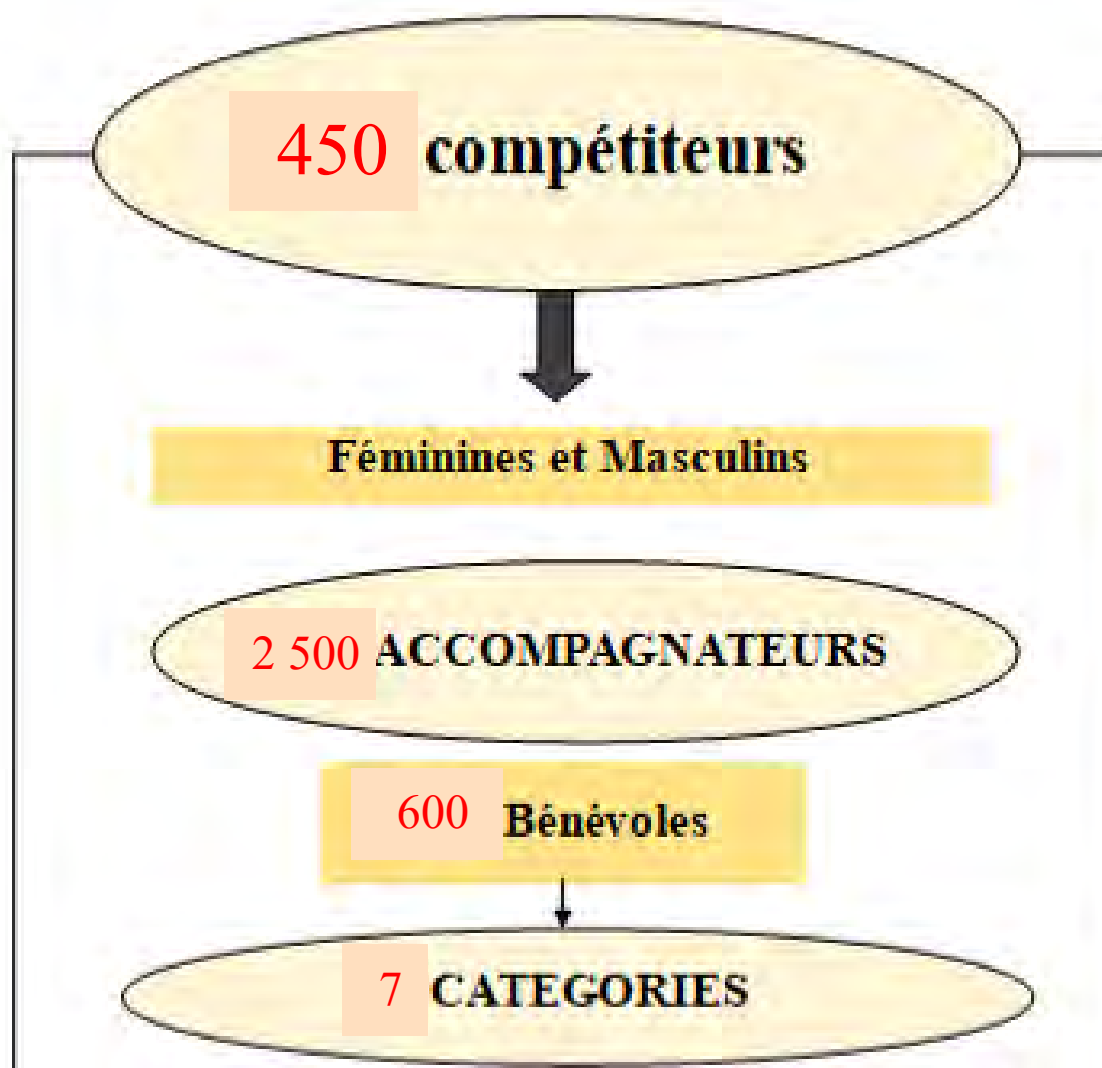 450 compétiteurs
Féminines et Masculins
2 500 ACCOMPAGNATEURS
600 Bénévoles
7 CATEGORIES